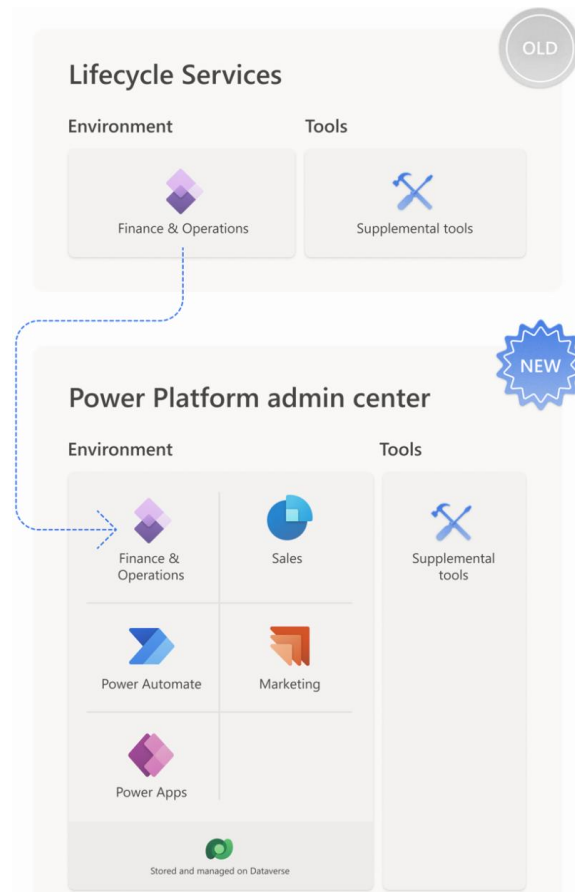 OLD
Lifecycle Services
Environment
Tools
Finance & Operations
Supplemental tools
NEW
Power Platform admin center
Environment
Tools
Finance &
Operations
Sales
Supplemental
tools
Power Automate
Marketing
Power Apps
Stored and managed on Dataverse